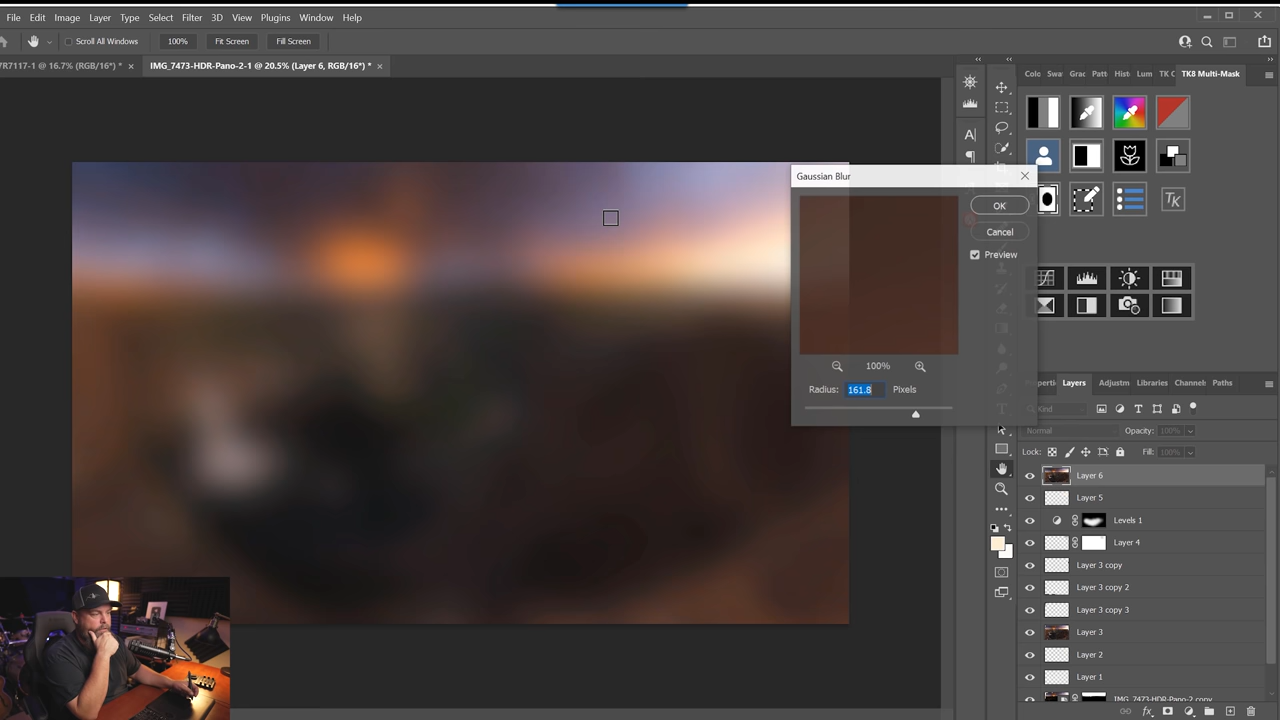 File Edit Image Layer Type Select Filter 3D View Plugins Window Help
Scroll All Windows 100% Fit Screen Fill Screen
7R7117-1 @ 16.7% (RGB/16*) * × IMG_7473-HDR-Pano-2-1 @ 20.5% (Layer 6, RGB/16*) * ×
Colc Swa Grac Patt Hist Lum TK C TK8 Multi-Mask
A
TK
Gaussian Blur
OK
Cancel
Preview
100%
Radius: 161.8 Pixels
Properti Layers Adjustm Libraries Channels Paths
Kind
Normal Opacity: 100%
Lock: Fill: 100%
Layer 6
Layer 5
Levels 1
Layer 4
Layer 3 copy
Layer 3 copy 2
Layer 3 copy 3
Layer 3
Layer 2
Layer 1
IMG_7473-HDR-Pano-2 copy
fx